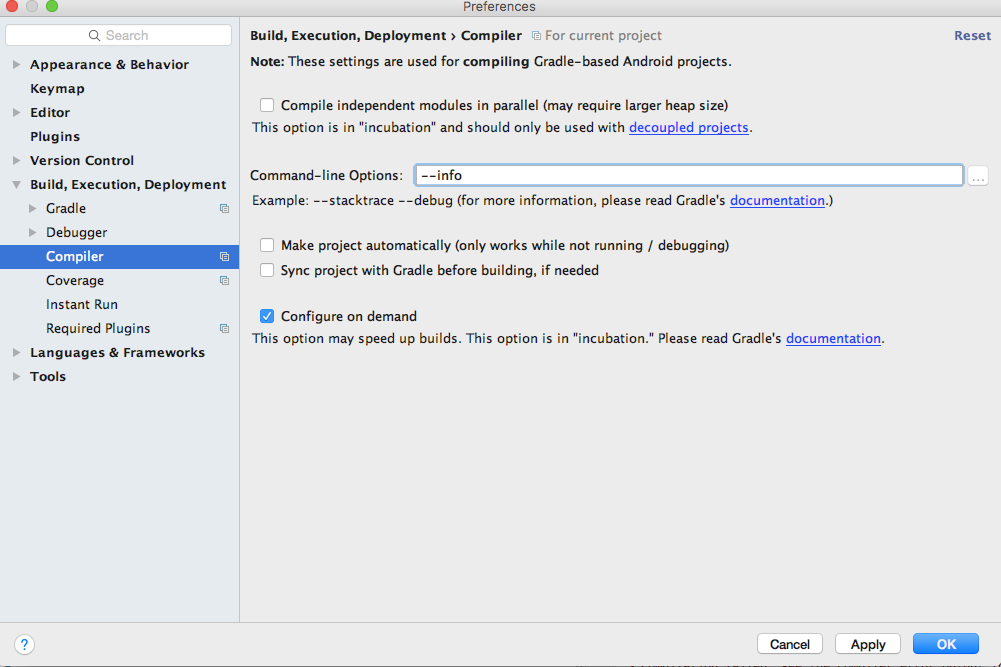 Preferences
Search
Appearance & Behavior
Keymap
Editor
Plugins
Version Control
Build, Execution, Deployment
Gradle
Debugger
Compiler
Coverage
Instant Run
Required Plugins
Languages & Frameworks
Tools
Build, Execution, Deployment › Compiler For current project Reset
Note: These settings are used for compiling Gradle-based Android projects.
Compile independent modules in parallel (may require larger heap size)
This option is in "incubation" and should only be used with decoupled projects.
Command-line Options: --info ...
Example: --stacktrace --debug (for more information, please read Gradle's documentation.)
Make project automatically (only works while not running / debugging)
Sync project with Gradle before building, if needed
Configure on demand
This option may speed up builds. This option is in "incubation." Please read Gradle's documentation.
? Cancel Apply OK